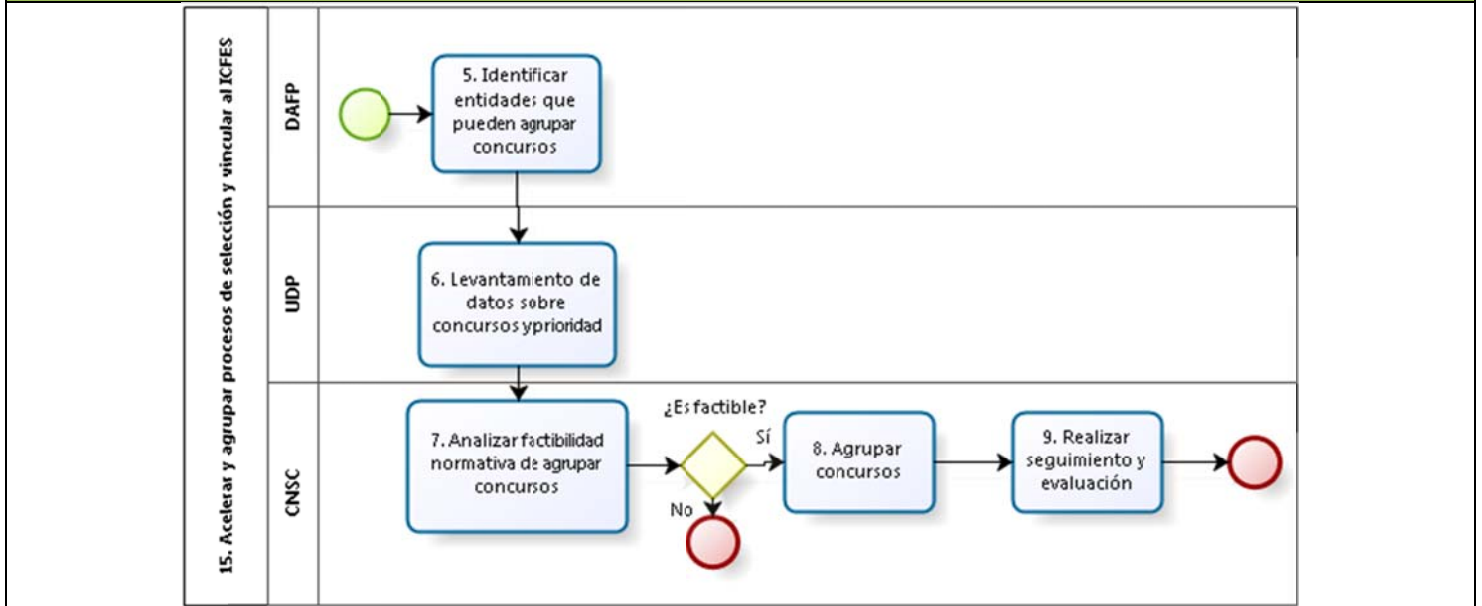 15. Acelerar y agrupar procesos de selección y vincular al ICFES
DAFP
5. Identificar
entidades que
pueden agrupar
concursos
UDP
6. Levantamiento de
datos sobre
concursos y prioridad
CNSC
7. Analizar factibilidad
normativa de agrupar
concursos
¿Es factible?
Sí
No
8. Agrupar
concursos
9. Realizar
seguimiento y
evaluación